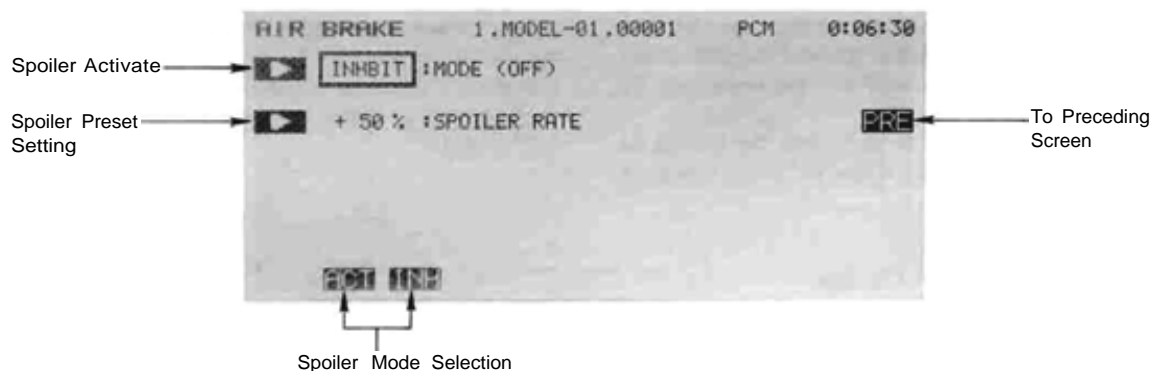 AIR BRAKE 1.MODEL-01.00001 PCM 0:06:30
Spoiler Activate
INHBIT :MODE (OFF)
Spoiler Preset
Setting
+ 50 % :SPOILER RATE
PRE
To Preceding
Screen
ACT INH
Spoiler Mode Selection